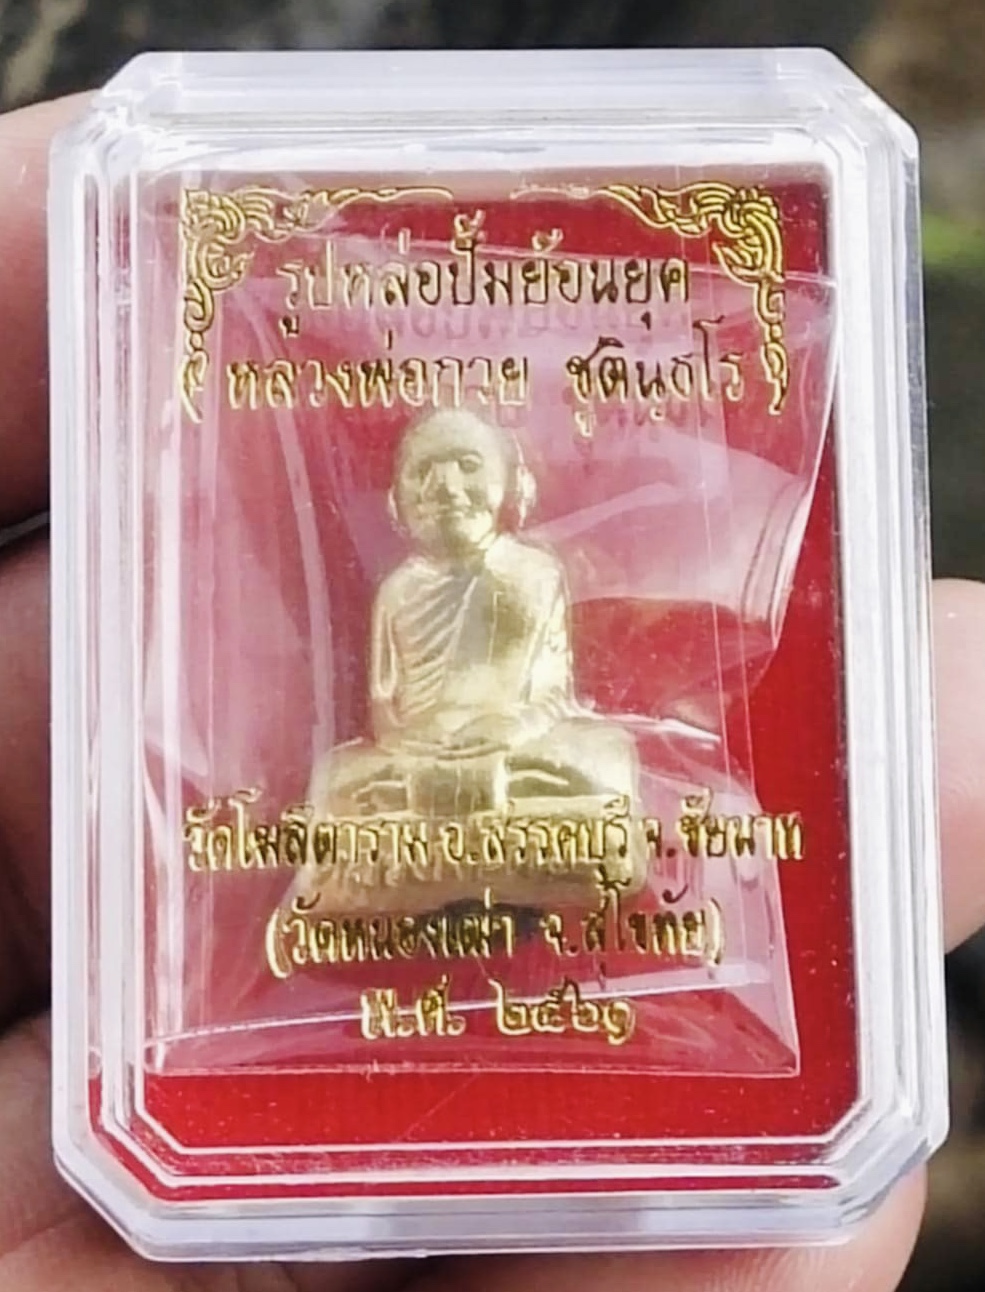 รูปหล่อปั๊มย้อนยุค
หลวงพ่อกวย ชุตินฺธโร
วัดโฆสิตาราม อ.สรรคบุรี จ.ชัยนาท
(วัดหนองเฒ่า จ.สุโขทัย)
พ.ศ. ๒๕๒๑